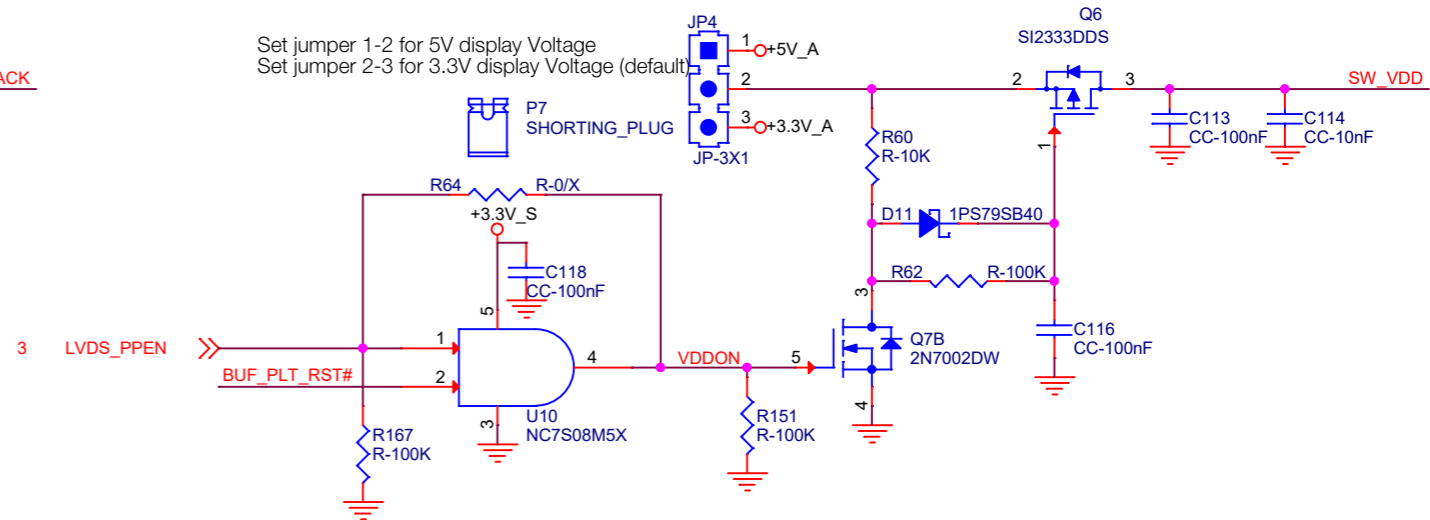 Q6
SI2333DDS
JP4
Set jumper 1-2 for 5V display Voltage
Set jumper 2-3 for 3.3V display Voltage (default)
1
+5V_A
ACK
2
2
3
SW_VDD
P7
SHORTING_PLUG
3
+3.3V_A
JP-3X1
C113
CC-100nF
C114
CC-10nF
R60
R-10K
1
R64
R-0/X
+3.3V_S
D11
1PS79SB40
C118
CC-100nF
R62
R-100K
5
3
C116
CC-100nF
3
LVDS_PPEN
1
4
VDDON
5
Q7B
2N7002DW
BUF_PLT_RST#
2
4
3
U10
NC7S08M5X
R151
R-100K
R167
R-100K